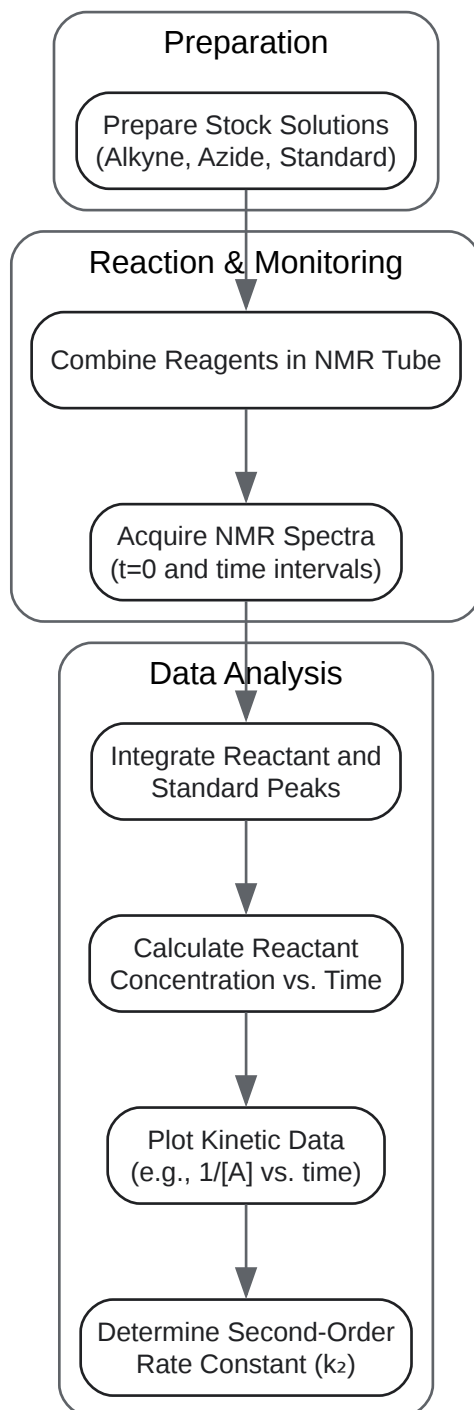 Preparation
Prepare Stock Solutions
(Alkyne, Azide, Standard)
Reaction & Monitoring
Combine Reagents in NMR Tube
Acquire NMR Spectra
(t=0 and time intervals)
Data Analysis
Integrate Reactant and
Standard Peaks
Calculate Reactant
Concentration vs. Time
Plot Kinetic Data
(e.g., 1/[A] vs. time)
Determine Second-Order
Rate Constant (k₂)